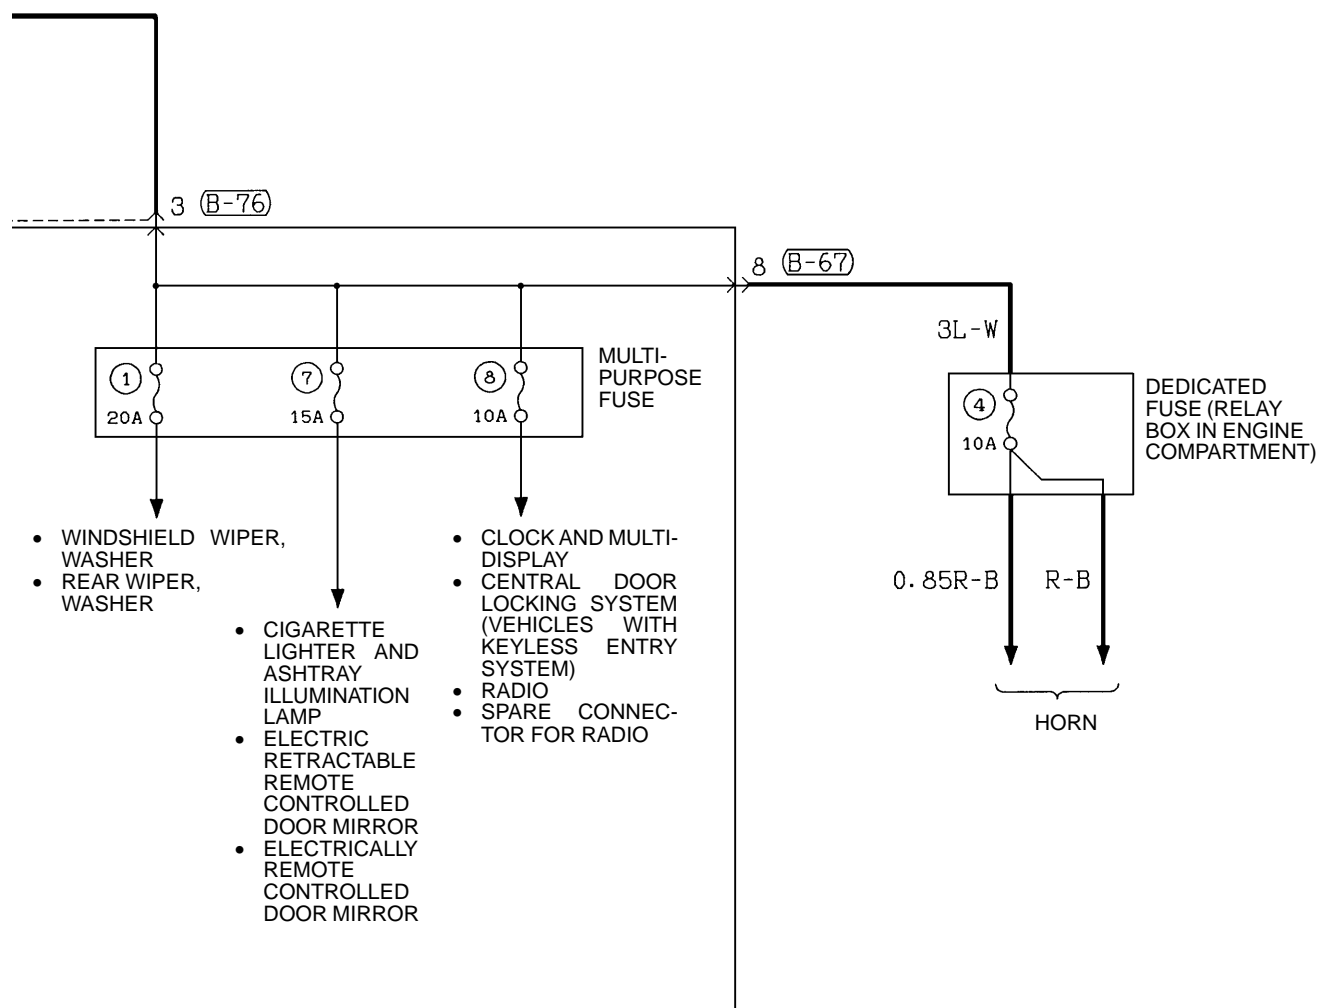 3 B-76
8 B-67
3L-W
MULTI-
PURPOSE
FUSE
1
20A
7
15A
8
10A
DEDICATED
FUSE (RELAY
BOX IN ENGINE
COMPARTMENT)
4
10A
• WINDSHIELD WIPER,
WASHER
• REAR WIPER,
WASHER
• CIGARETTE
LIGHTER AND
ASHTRAY
ILLUMINATION
LAMP
• ELECTRIC
RETRACTABLE
REMOTE
CONTROLLED
DOOR MIRROR
• ELECTRICALLY
REMOTE
CONTROLLED
DOOR MIRROR
• CLOCK AND MULTI-
DISPLAY
• CENTRAL DOOR
LOCKING SYSTEM
(VEHICLES WITH
KEYLESS ENTRY
SYSTEM)
• RADIO
• SPARE CONNEC-
TOR FOR RADIO
0.85R-B
R-B
HORN